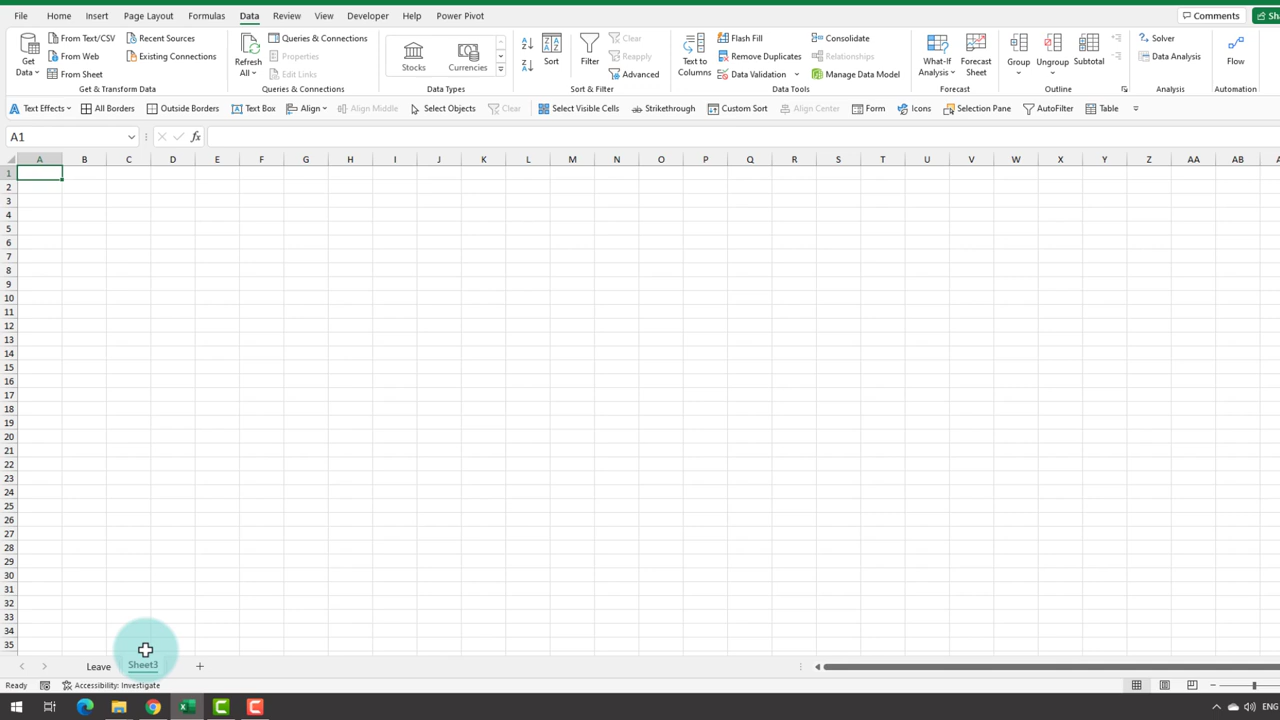 File Home Insert Page Layout Formulas Data Review View Developer Help Power Pivot Comments Sha
Get Data From Text/CSV From Web From Sheet Recent Sources Existing Connections
Refresh All Queries & Connections Properties Edit Links
Stocks Currencies
Sort Filter Clear Reapply Advanced
Text to Columns Flash Fill Remove Duplicates Data Validation Consolidate Relationships Manage Data Model
What-If Analysis Forecast Sheet
Group Ungroup Subtotal
Solver Data Analysis
Flow
Get & Transform Data Queries & Connections Data Types Sort & Filter Data Tools Forecast Outline Analysis Automation
Text Effects All Borders Outside Borders Text Box Align Align Middle Select Objects Clear Select Visible Cells Strikethrough Custom Sort Align Center Form Icons Selection Pane AutoFilter Table
A1 fx
A B C D E F G H I J K L M N O P Q R S T U V W X Y Z AA AB
1
2
3
4
5
6
7
8
9
10
11
12
13
14
15
16
17
18
19
20
21
22
23
24
25
26
27
28
29
30
31
32
33
34
35
Leave Sheet3
Ready Accessibility: Investigate
ENG